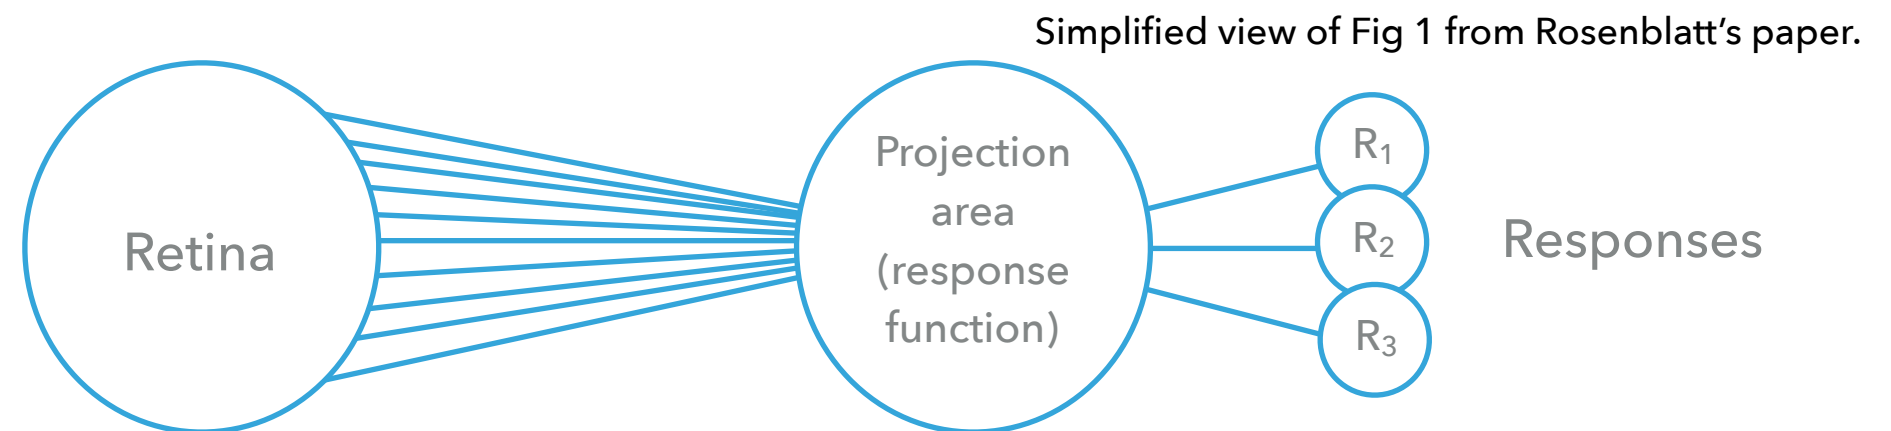 Simplified view of Fig 1 from Rosenblatt’s paper.
Retina
Projection
area
(response
function)
R₁
R₂
R₃
Responses